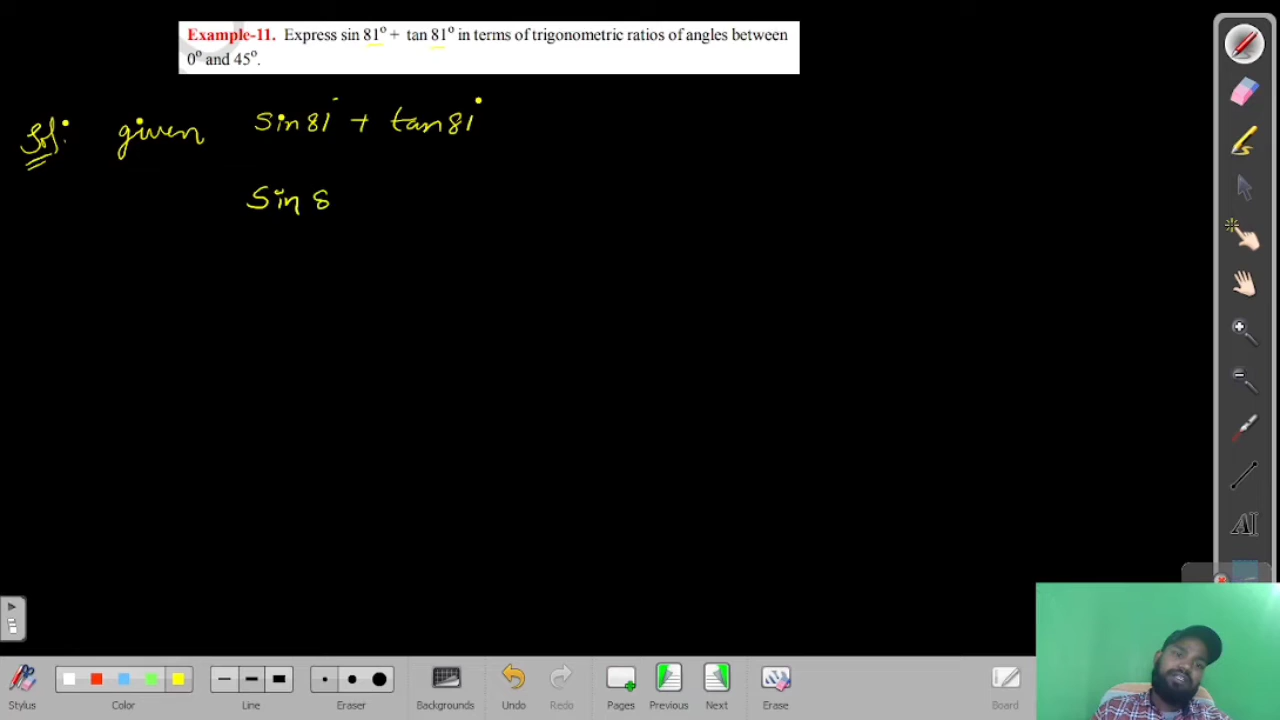 Example-11. Express sin 81° + tan 81° in terms of trigonometric ratios of angles between
0° and 45°.
Sol: given sin 81° + tan 81°
Sin 8
Stylus Color Line Eraser Backgrounds Undo Redo Pages Previous Next Erase Board